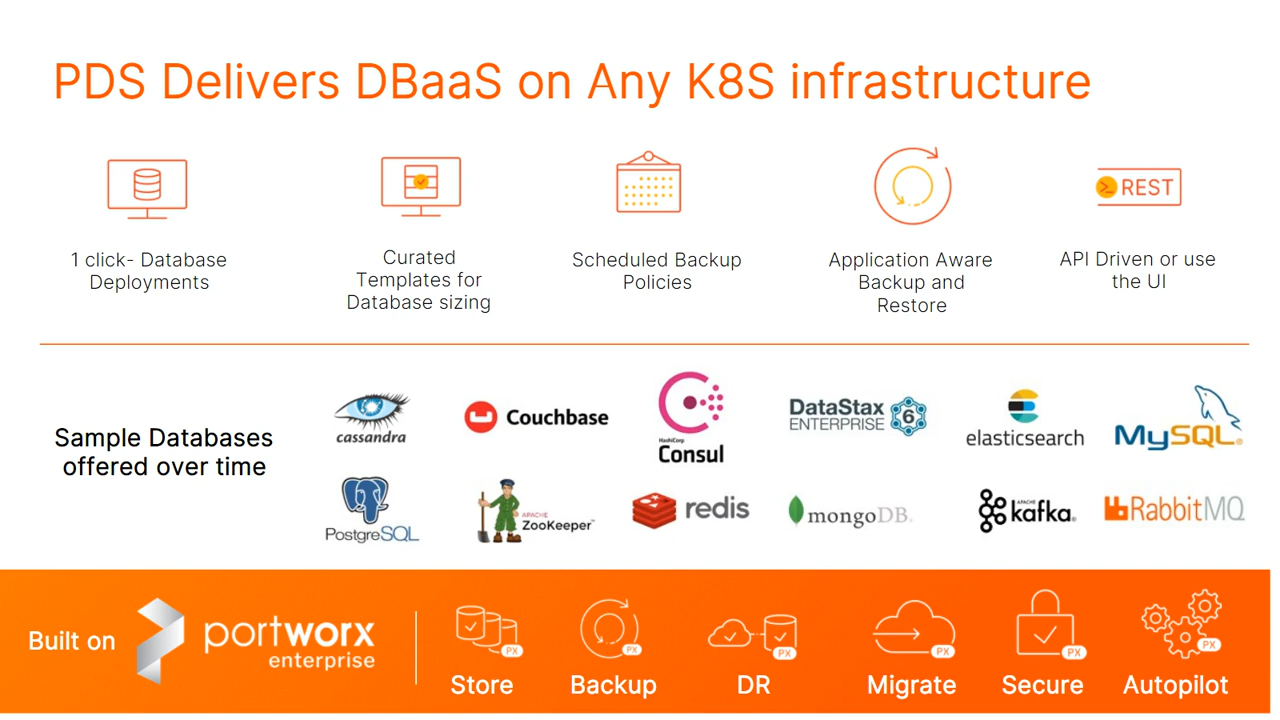 PDS Delivers DBaaS on Any K8S infrastructure
REST
1 click- Database
Deployments
Curated
Templates for
Database sizing
Scheduled Backup
Policies
Application Aware
Backup and
Restore
API Driven or use
the UI
Sample Databases
offered over time
cassandra
Couchbase
HashiCorp
Consul
DataStax
ENTERPRISE
6
elasticsearch
MySQL®
PostgreSQL
APACHE
ZooKeeper™
redis
mongoDB.
APACHE
kafka®
RabbitMQ
Built on
portworx
enterprise
PX
Store
PX
Backup
PX
DR
PX
Migrate
PX
Secure
PX
Autopilot